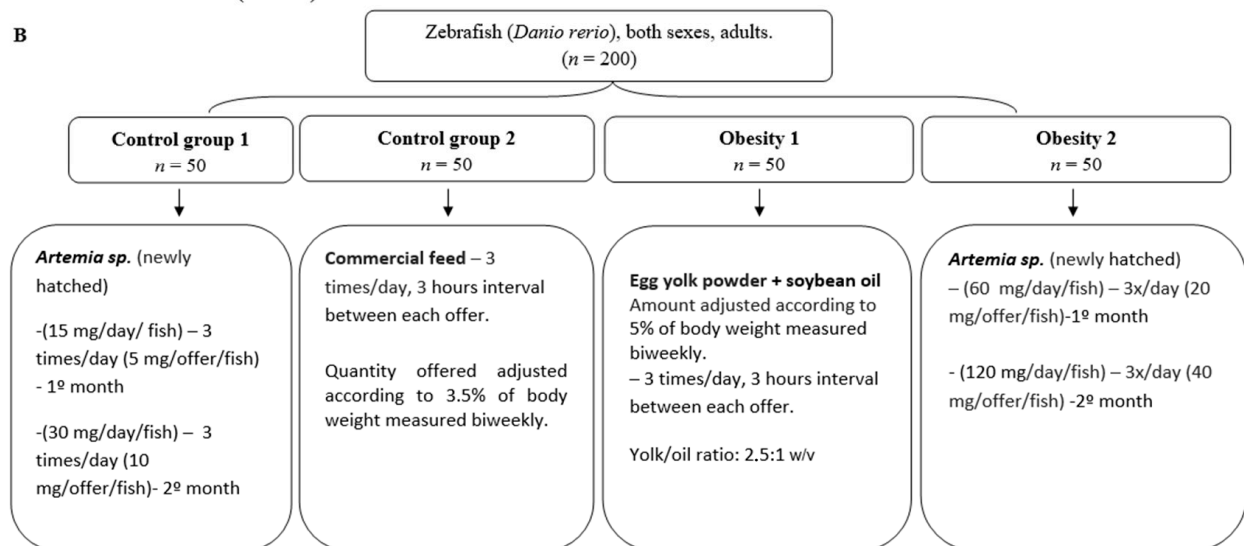 B
Zebrafish (Danio rerio), both sexes, adults.
(n = 200)
Control group 1
n = 50
Control group 2
n = 50
Obesity 1
n = 50
Obesity 2
n = 50
Artemia sp. (newly
hatched)
-(15 mg/day/ fish) – 3
times/day (5 mg/offer/fish)
- 1º month
-(30 mg/day/fish) – 3
times/day (10
mg/offer/fish)- 2º month
Commercial feed – 3
times/day, 3 hours interval
between each offer.
Quantity offered adjusted
according to 3.5% of body
weight measured biweekly.
Egg yolk powder + soybean oil
Amount adjusted according to
5% of body weight measured
biweekly.
– 3 times/day, 3 hours interval
between each offer.
Yolk/oil ratio: 2.5:1 w/v
Artemia sp. (newly hatched)
– (60 mg/day/fish) – 3x/day (20
mg/offer/fish)-1º month
- (120 mg/day/fish) – 3x/day (40
mg/offer/fish) -2º month